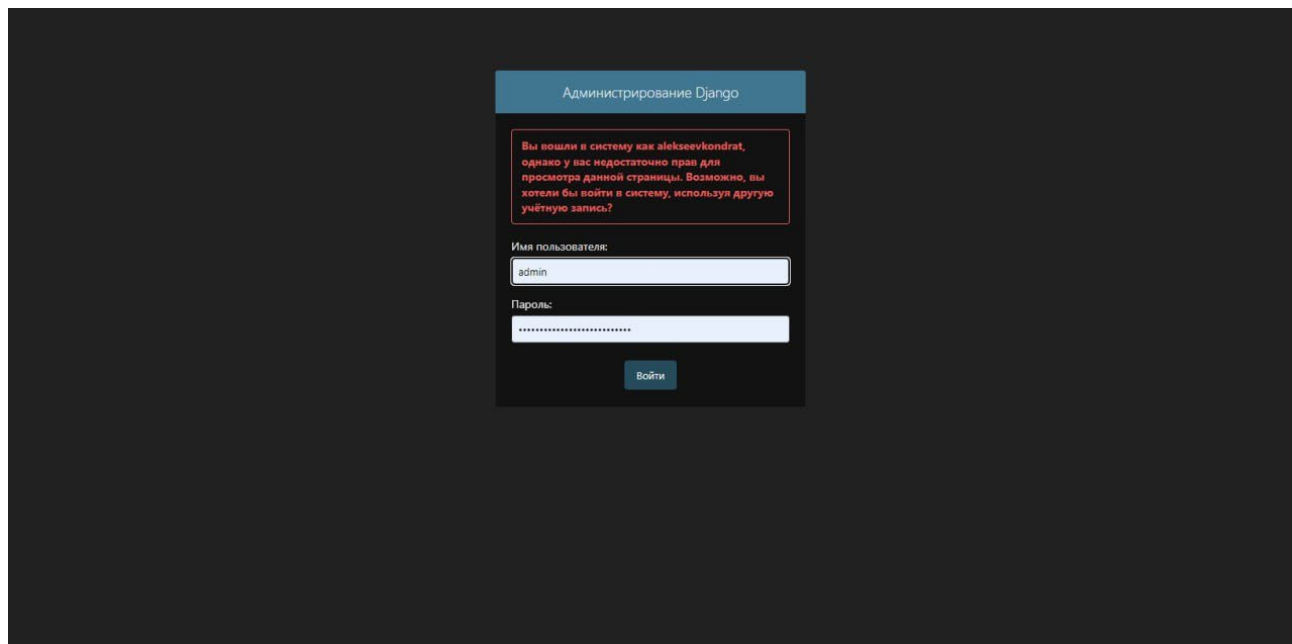 Администрирование Django
Вы вошли в систему как alekseevkondrat,
однако у вас недостаточно прав для
просмотра данной страницы. Возможно, вы
хотели бы войти в систему, используя другую
учётную запись?
Имя пользователя:
admin
Пароль:
Войти